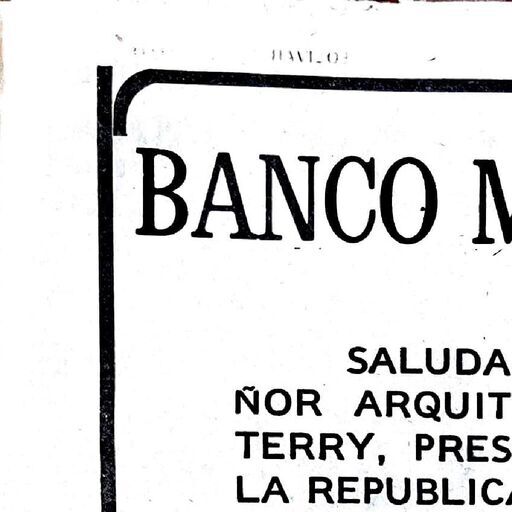 BANCO M
SALUDA
ÑOR ARQUIT
TERRY, PRES
LA REPUBLICA